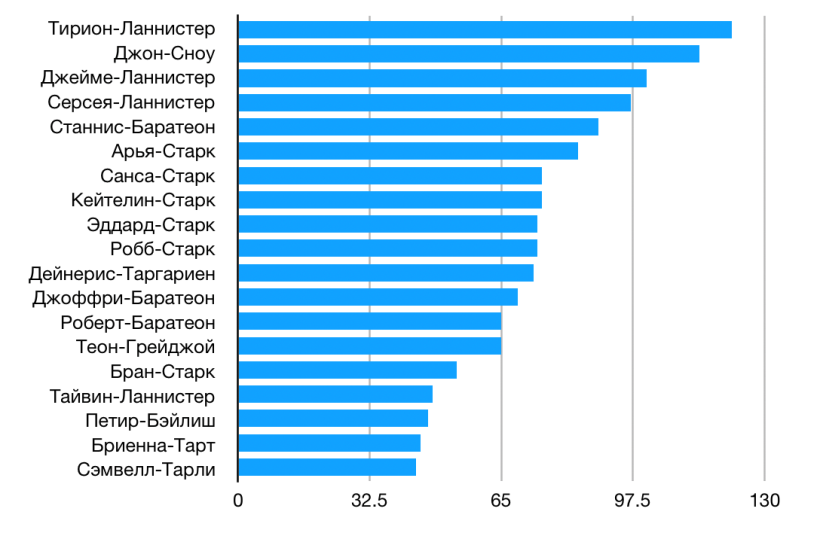 Тирион-Ланнистер
Джон-Сноу
Джейме-Ланнистер
Серсея-Ланнистер
Станнис-Баратеон
Арья-Старк
Санса-Старк
Кейтелин-Старк
Эддард-Старк
Робб-Старк
Дейнерис-Таргариен
Джоффри-Баратеон
Роберт-Баратеон
Теон-Грейджой
Бран-Старк
Тайвин-Ланнистер
Петир-Бэйлиш
Бриенна-Тарт
Сэмвелл-Тарли
0 32.5 65 97.5 130